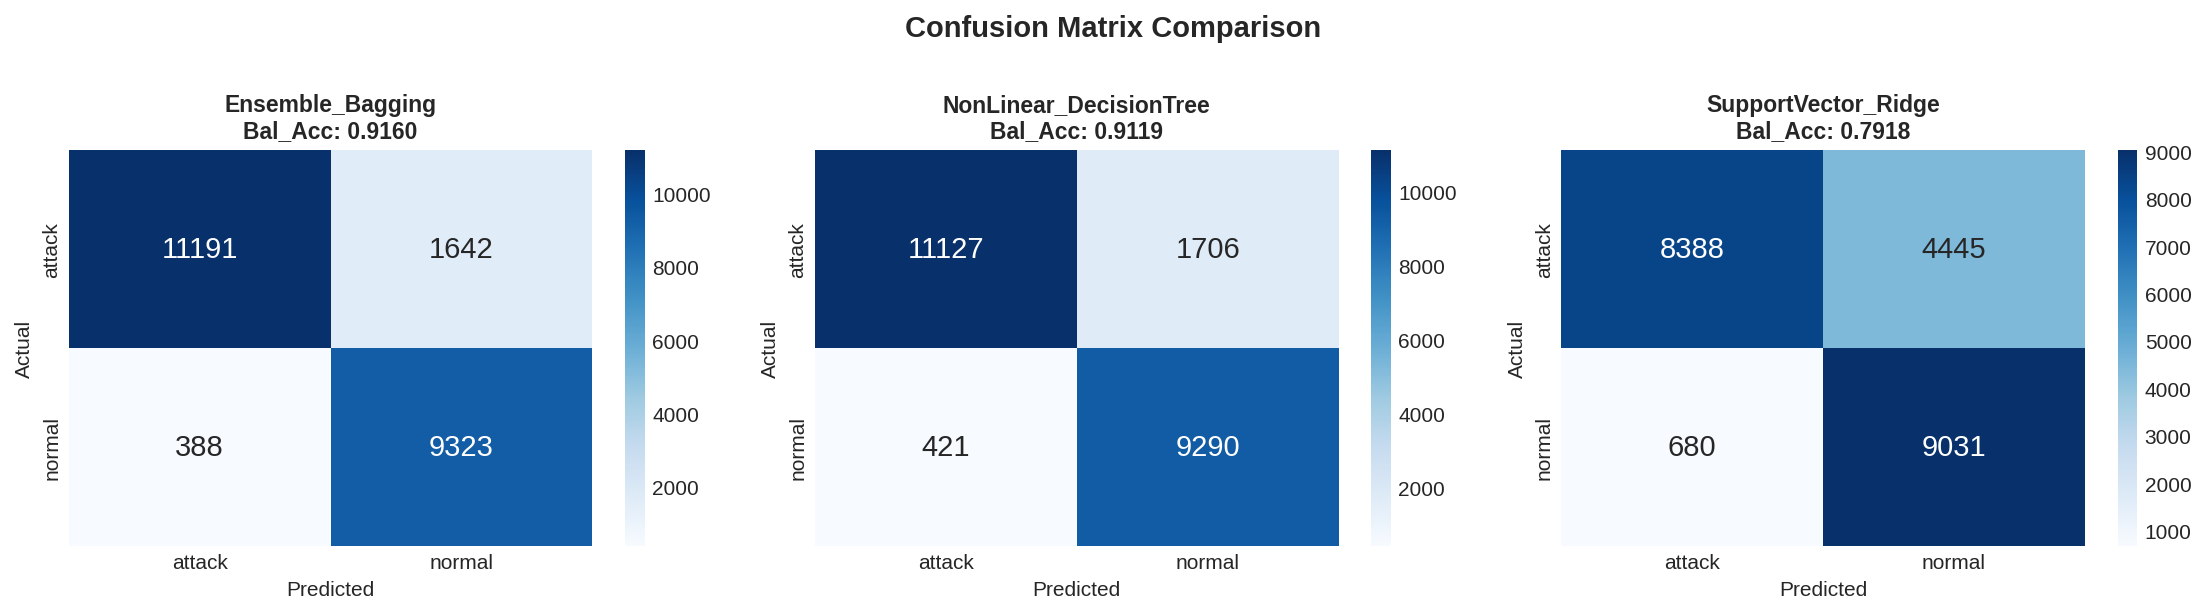 Confusion Matrix Comparison
Ensemble_Bagging
Bal_Acc: 0.9160
Actual
attack
normal
11191
1642
388
9323
attack
normal
Predicted
10000
8000
6000
4000
2000
NonLinear_DecisionTree
Bal_Acc: 0.9119
Actual
attack
normal
11127
1706
421
9290
attack
normal
Predicted
10000
8000
6000
4000
2000
SupportVector_Ridge
Bal_Acc: 0.7918
Actual
attack
normal
8388
4445
680
9031
attack
normal
Predicted
9000
8000
7000
6000
5000
4000
3000
2000
1000